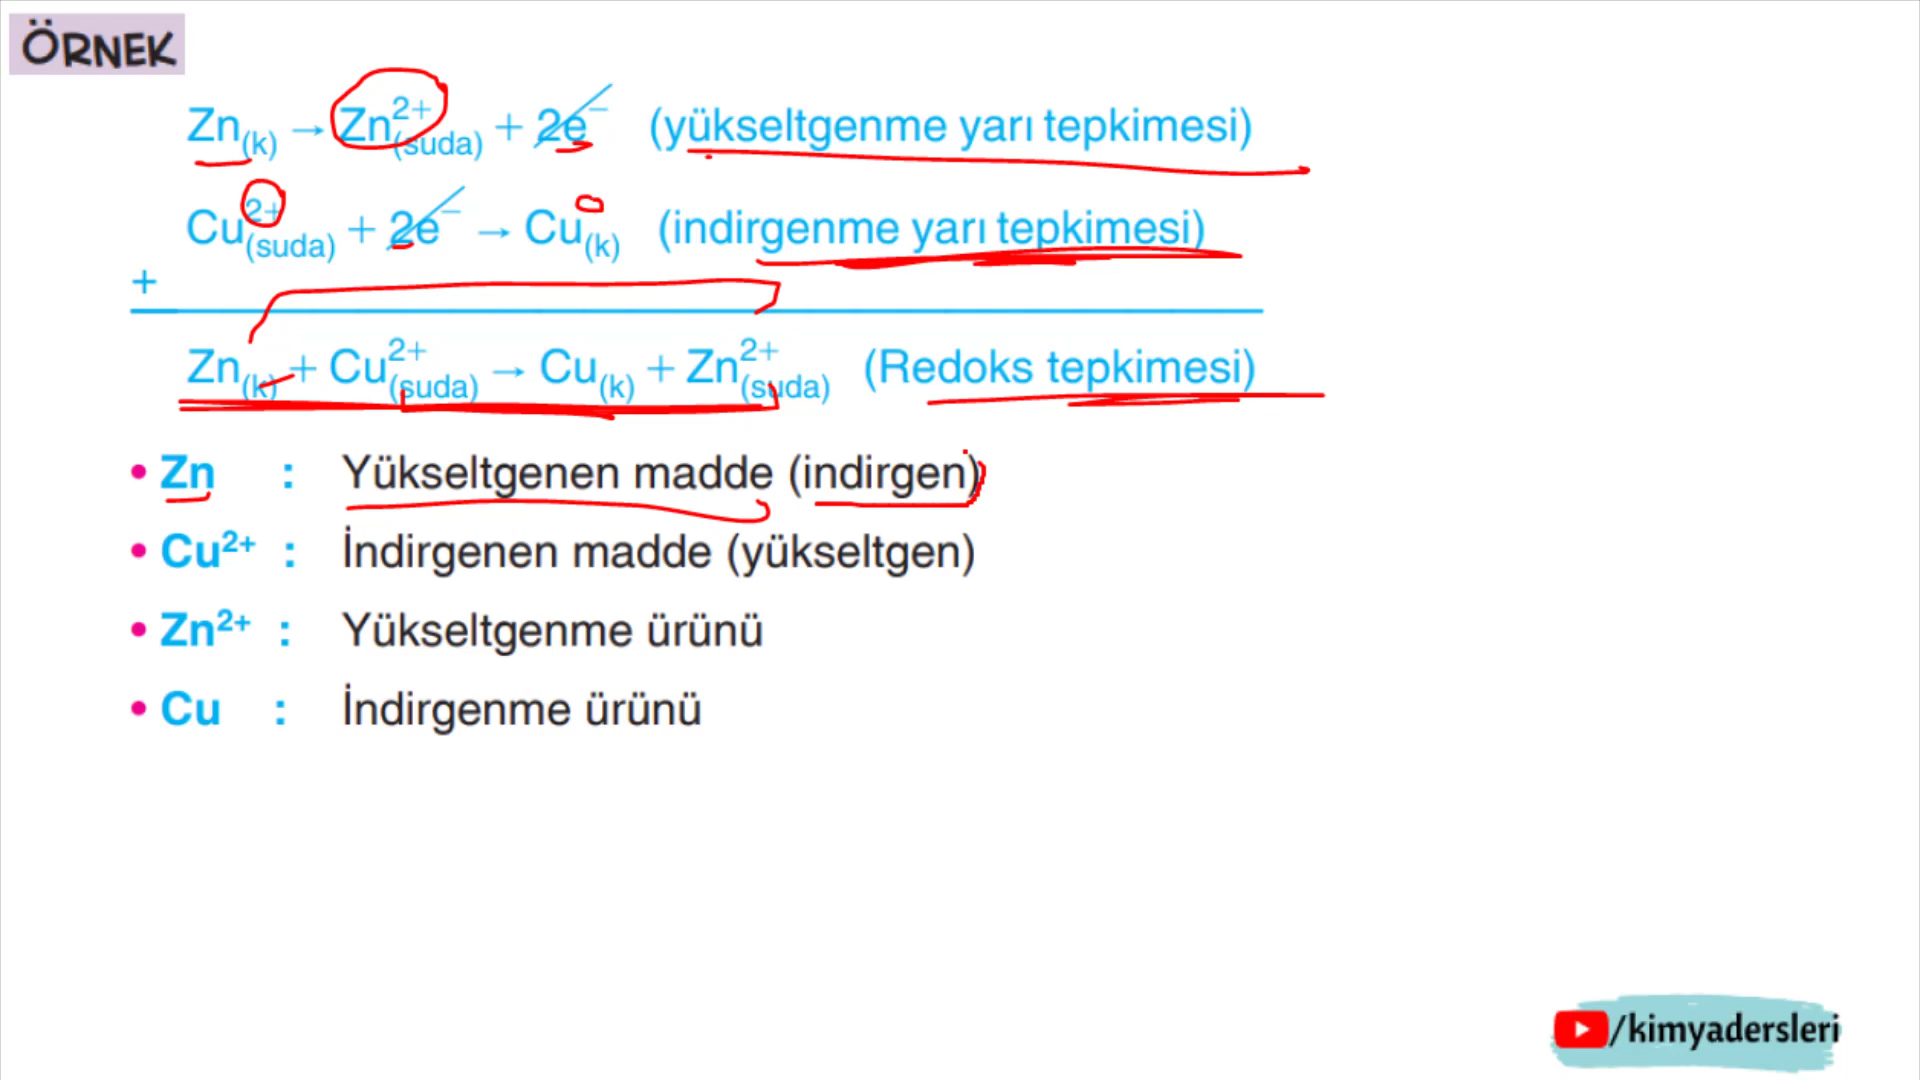 ÖRNEK
Zn(k) → Zn2+(suda) + 2e− (yükseltgenme yarı tepkimesi)
Cu2+(suda) + 2e− → Cu(k) (indirgenme yarı tepkimesi)
+
Zn(k) + Cu2+(suda) → Cu(k) + Zn2+(suda) (Redoks tepkimesi)
• Zn : Yükseltgenen madde (indirgen)
• Cu2+ : İndirgenen madde (yükseltgen)
• Zn2+ : Yükseltgenme ürünü
• Cu : İndirgenme ürünü
/kimyadersleri